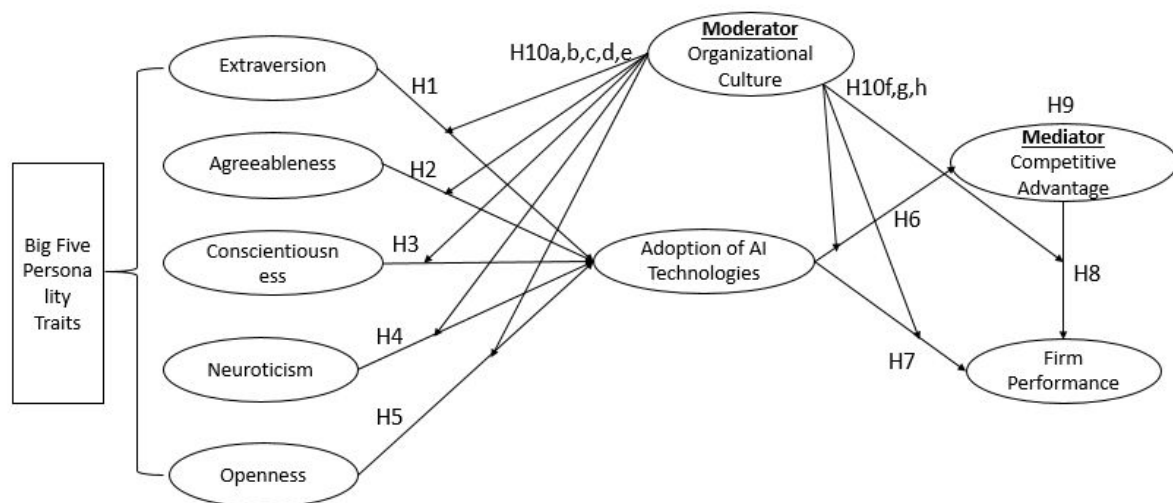 Big Five
Persona
lity
Traits
Extraversion
Agreeableness
Conscientiousn
ess
Neuroticism
Openness
H1
H2
H3
H4
H5
H10a,b,c,d,e
Moderator
Organizational
Culture
H10f,g,h
Adoption of AI
Technologies
H6
H7
H9
Mediator
Competitive
Advantage
H8
Firm
Performance